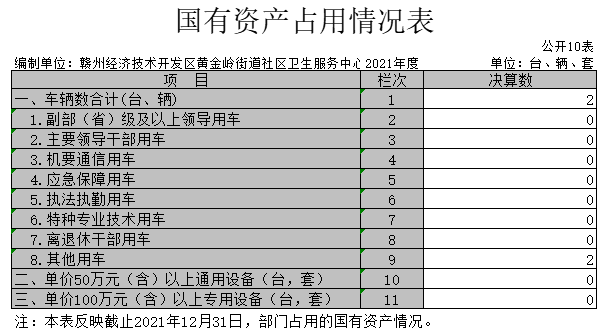 国有资产占用情况表
公开10表
编制单位：赣州经济技术开发区黄金岭街道社区卫生服务中心 2021年度 单位：台、辆、套
项 目 栏次 决算数
一、车辆数合计(台、辆) 1 2
1.副部（省）级及以上领导用车 2 0
2.主要领导干部用车 3 0
3.机要通信用车 4 0
4.应急保障用车 5 0
5.执法执勤用车 6 0
6.特种专业技术用车 7 0
7.离退休干部用车 8 0
8.其他用车 9 2
二、单价50万元（含）以上通用设备（台，套） 10 0
三、单价100万元（含）以上专用设备（台，套） 11 0
注：本表反映截止2021年12月31日，部门占用的国有资产情况。